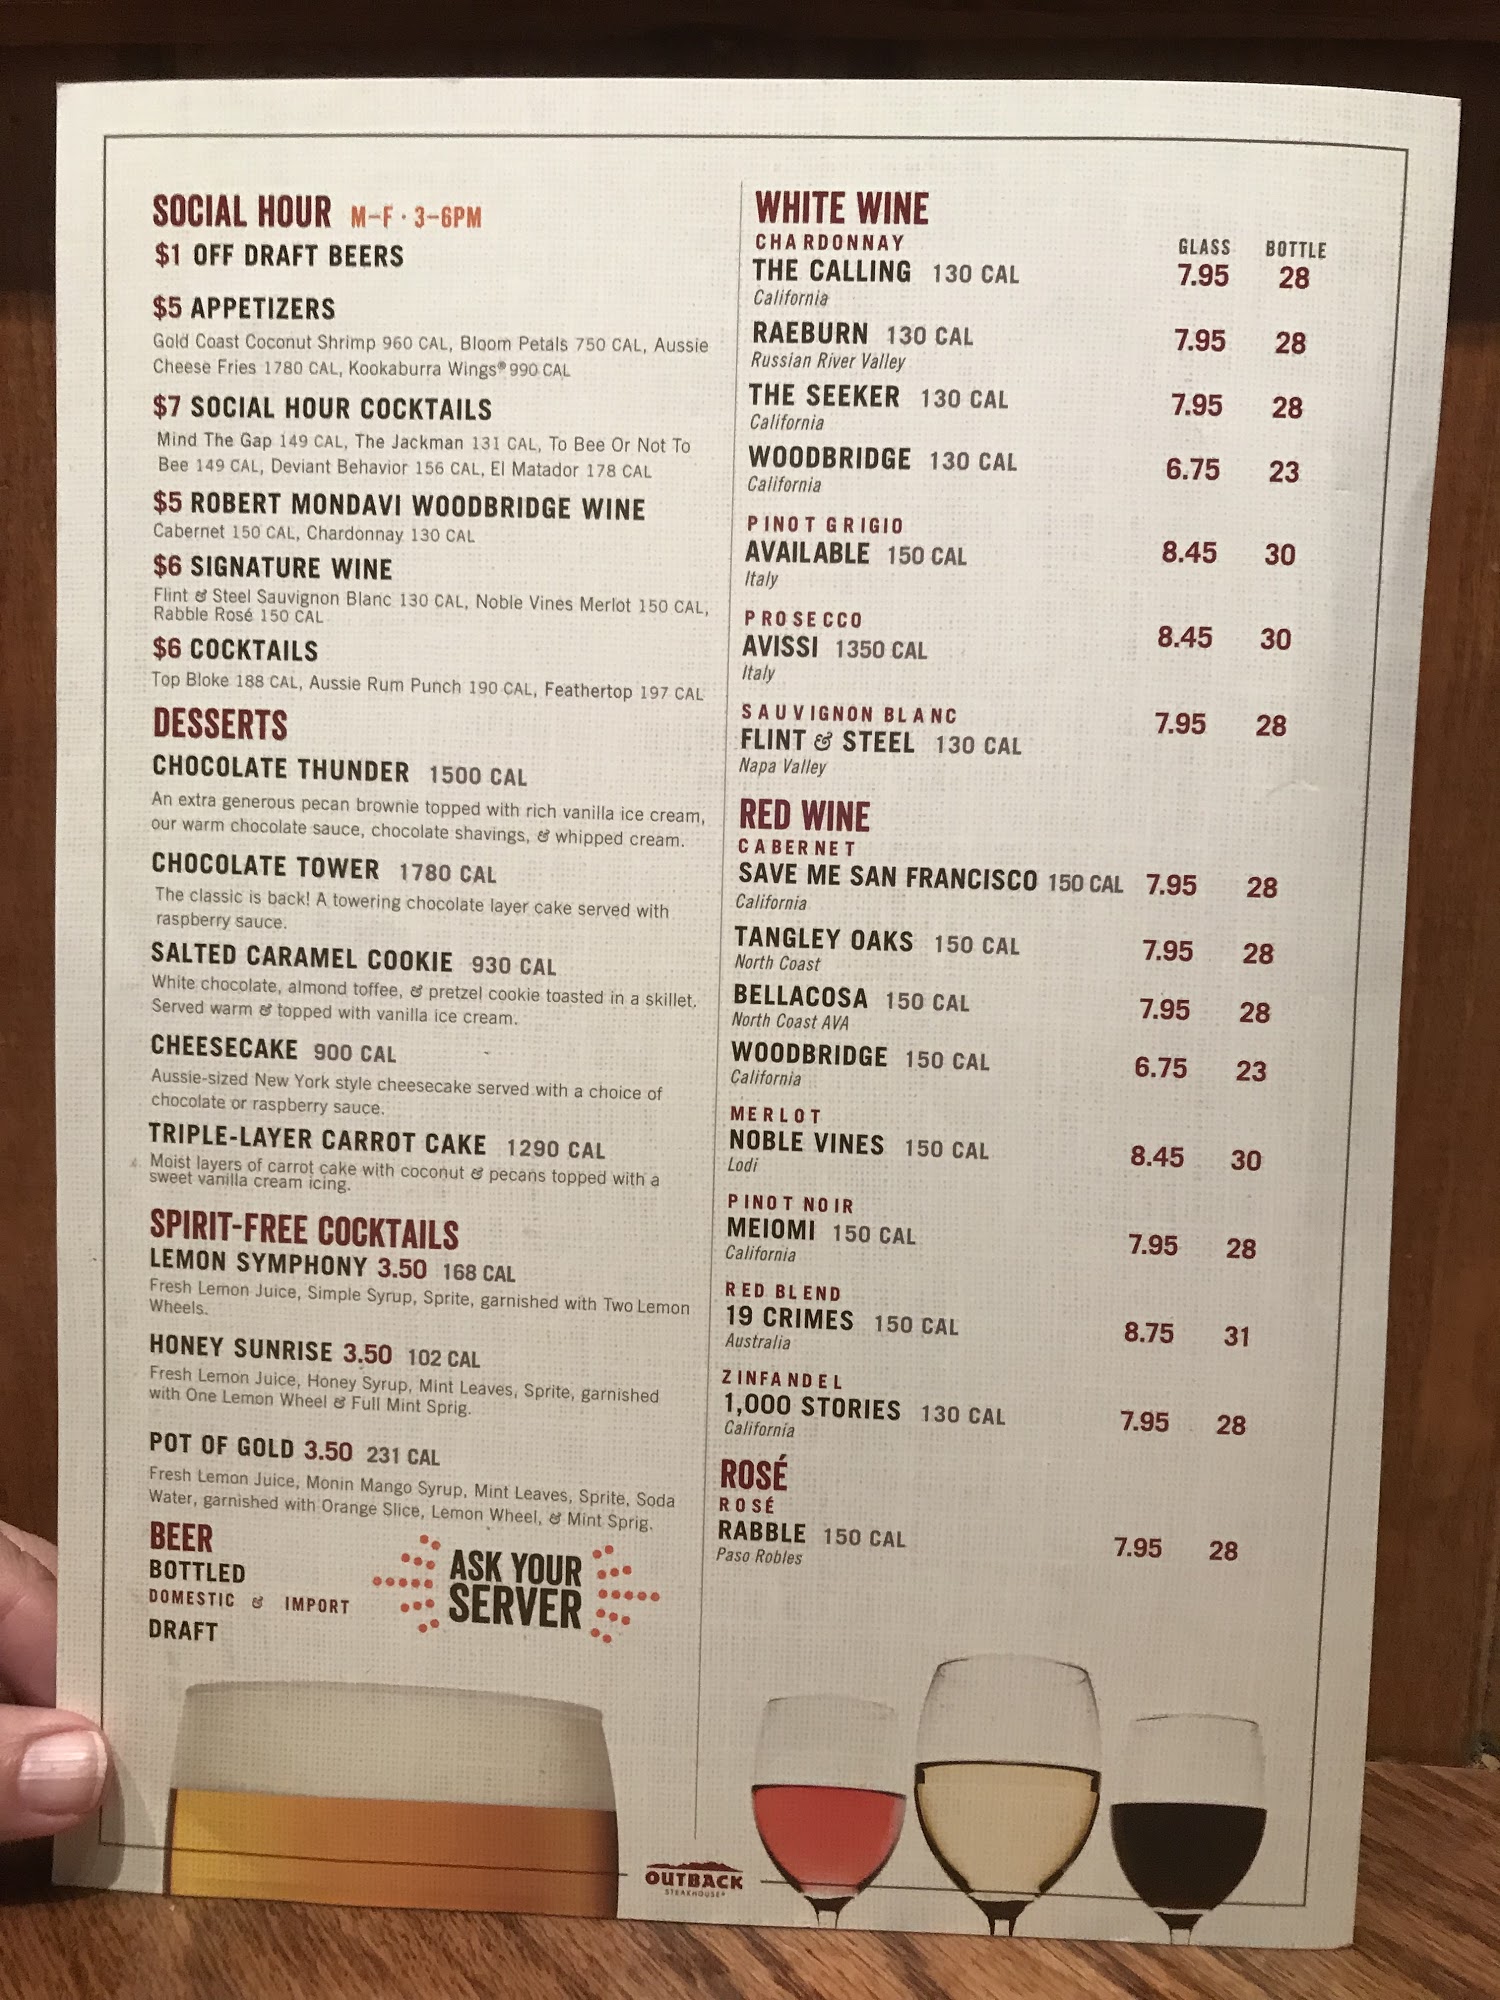 SOCIAL HOUR M-F · 3-6PM
$1 OFF DRAFT BEERS
$5 APPETIZERS
Gold Coast Coconut Shrimp 960 CAL, Bloom Petals 750 CAL, Aussie
Cheese Fries 1780 CAL, Kookaburra Wings® 990 CAL
$7 SOCIAL HOUR COCKTAILS
Mind The Gap 149 CAL, The Jackman 131 CAL, To Bee Or Not To
Bee 149 CAL, Deviant Behavior 156 CAL, El Matador 178 CAL
$5 ROBERT MONDAVI WOODBRIDGE WINE
Cabernet 150 CAL, Chardonnay 130 CAL
$6 SIGNATURE WINE
Flint & Steel Sauvignon Blanc 130 CAL, Noble Vines Merlot 150 CAL,
Rabble Rosé 150 CAL
$6 COCKTAILS
Top Bloke 188 CAL, Aussie Rum Punch 190 CAL, Feathertop 197 CAL
DESSERTS
CHOCOLATE THUNDER 1500 CAL
An extra generous pecan brownie topped with rich vanilla ice cream,
our warm chocolate sauce, chocolate shavings, & whipped cream.
CHOCOLATE TOWER 1780 CAL
The classic is back! A towering chocolate layer cake served with
raspberry sauce.
SALTED CARAMEL COOKIE 930 CAL
White chocolate, almond toffee, & pretzel cookie toasted in a skillet.
Served warm & topped with vanilla ice cream.
CHEESECAKE 900 CAL
Aussie-sized New York style cheesecake served with a choice of
chocolate or raspberry sauce.
TRIPLE-LAYER CARROT CAKE 1290 CAL
Moist layers of carrot cake with coconut & pecans topped with a
sweet vanilla cream icing.
SPIRIT-FREE COCKTAILS
LEMON SYMPHONY 3.50 168 CAL
Fresh Lemon Juice, Simple Syrup, Sprite, garnished with Two Lemon
Wheels.
HONEY SUNRISE 3.50 102 CAL
Fresh Lemon Juice, Honey Syrup, Mint Leaves, Sprite, garnished
with One Lemon Wheel & Full Mint Sprig.
POT OF GOLD 3.50 231 CAL
Fresh Lemon Juice, Monin Mango Syrup, Mint Leaves, Sprite, Soda
Water, garnished with Orange Slice, Lemon Wheel, & Mint Sprig.
BEER
BOTTLED
DOMESTIC & IMPORT
DRAFT
ASK YOUR
SERVER
WHITE WINE
CHARDONNAY GLASS BOTTLE
THE CALLING 130 CAL 7.95 28
California
RAEBURN 130 CAL 7.95 28
Russian River Valley
THE SEEKER 130 CAL 7.95 28
California
WOODBRIDGE 130 CAL 6.75 23
California
PINOT GRIGIO
AVAILABLE 150 CAL 8.45 30
Italy
PROSECCO
AVISSI 1350 CAL 8.45 30
Italy
SAUVIGNON BLANC
FLINT & STEEL 130 CAL 7.95 28
Napa Valley
RED WINE
CABERNET
SAVE ME SAN FRANCISCO 150 CAL 7.95 28
California
TANGLEY OAKS 150 CAL 7.95 28
North Coast
BELLACOSA 150 CAL 7.95 28
North Coast AVA
WOODBRIDGE 150 CAL 6.75 23
California
MERLOT
NOBLE VINES 150 CAL 8.45 30
Lodi
PINOT NOIR
MEIOMI 150 CAL 7.95 28
California
RED BLEND
19 CRIMES 150 CAL 8.75 31
Australia
ZINFANDEL
1,000 STORIES 130 CAL 7.95 28
California
ROSÉ
ROSÉ
RABBLE 150 CAL 7.95 28
Paso Robles
OUTBACK
STEAKHOUSE®